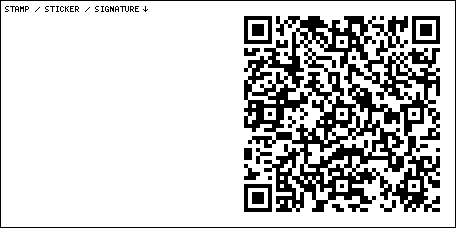 STAMP / STICKER / SIGNATURE ↓